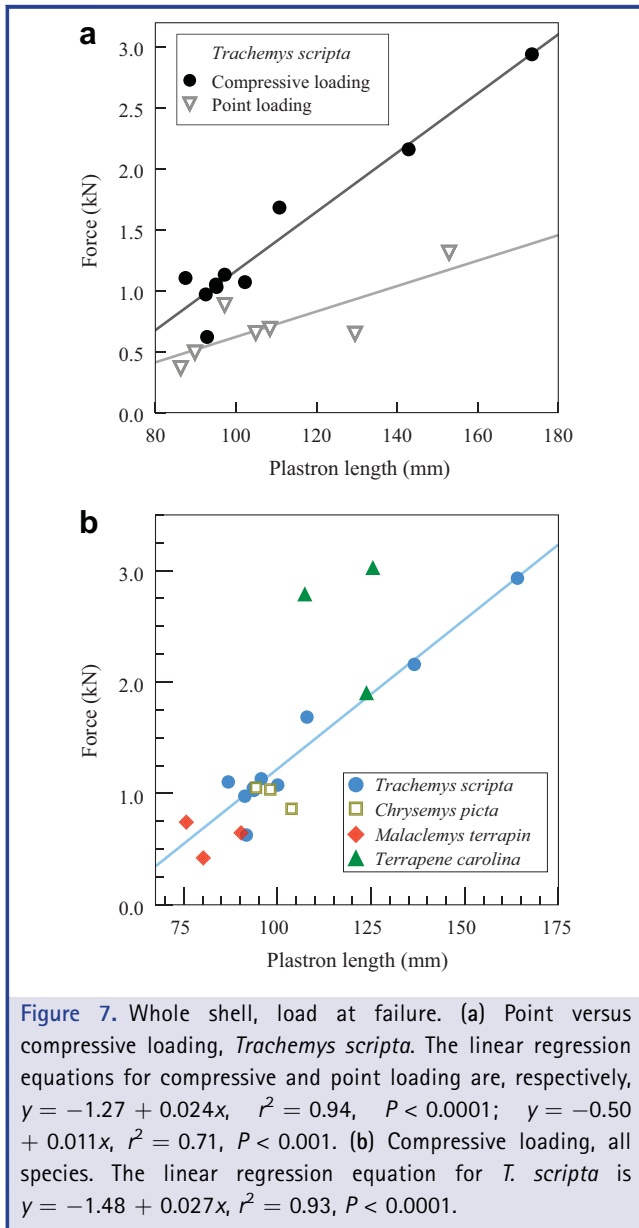 a
Trachemys scripta
Compressive loading
Point loading
3.0
2.5
2.0
1.5
1.0
0.5
0.0
Force (kN)
80 100 120 140 160 180
Plastron length (mm)
b
3.0
2.0
1.0
0.0
Force (kN)
Trachemys scripta
Chrysemys picta
Malaclemys terrapin
Terrapene carolina
75 100 125 150 175
Plastron length (mm)
Figure 7. Whole shell, load at failure. (a) Point versus
compressive loading, Trachemys scripta. The linear regression
equations for compressive and point loading are, respectively,
y = −1.27 + 0.024x, r² = 0.94, P < 0.0001; y = −0.50
+ 0.011x, r² = 0.71, P < 0.001. (b) Compressive loading, all
species. The linear regression equation for T. scripta is
y = −1.48 + 0.027x, r² = 0.93, P < 0.0001.